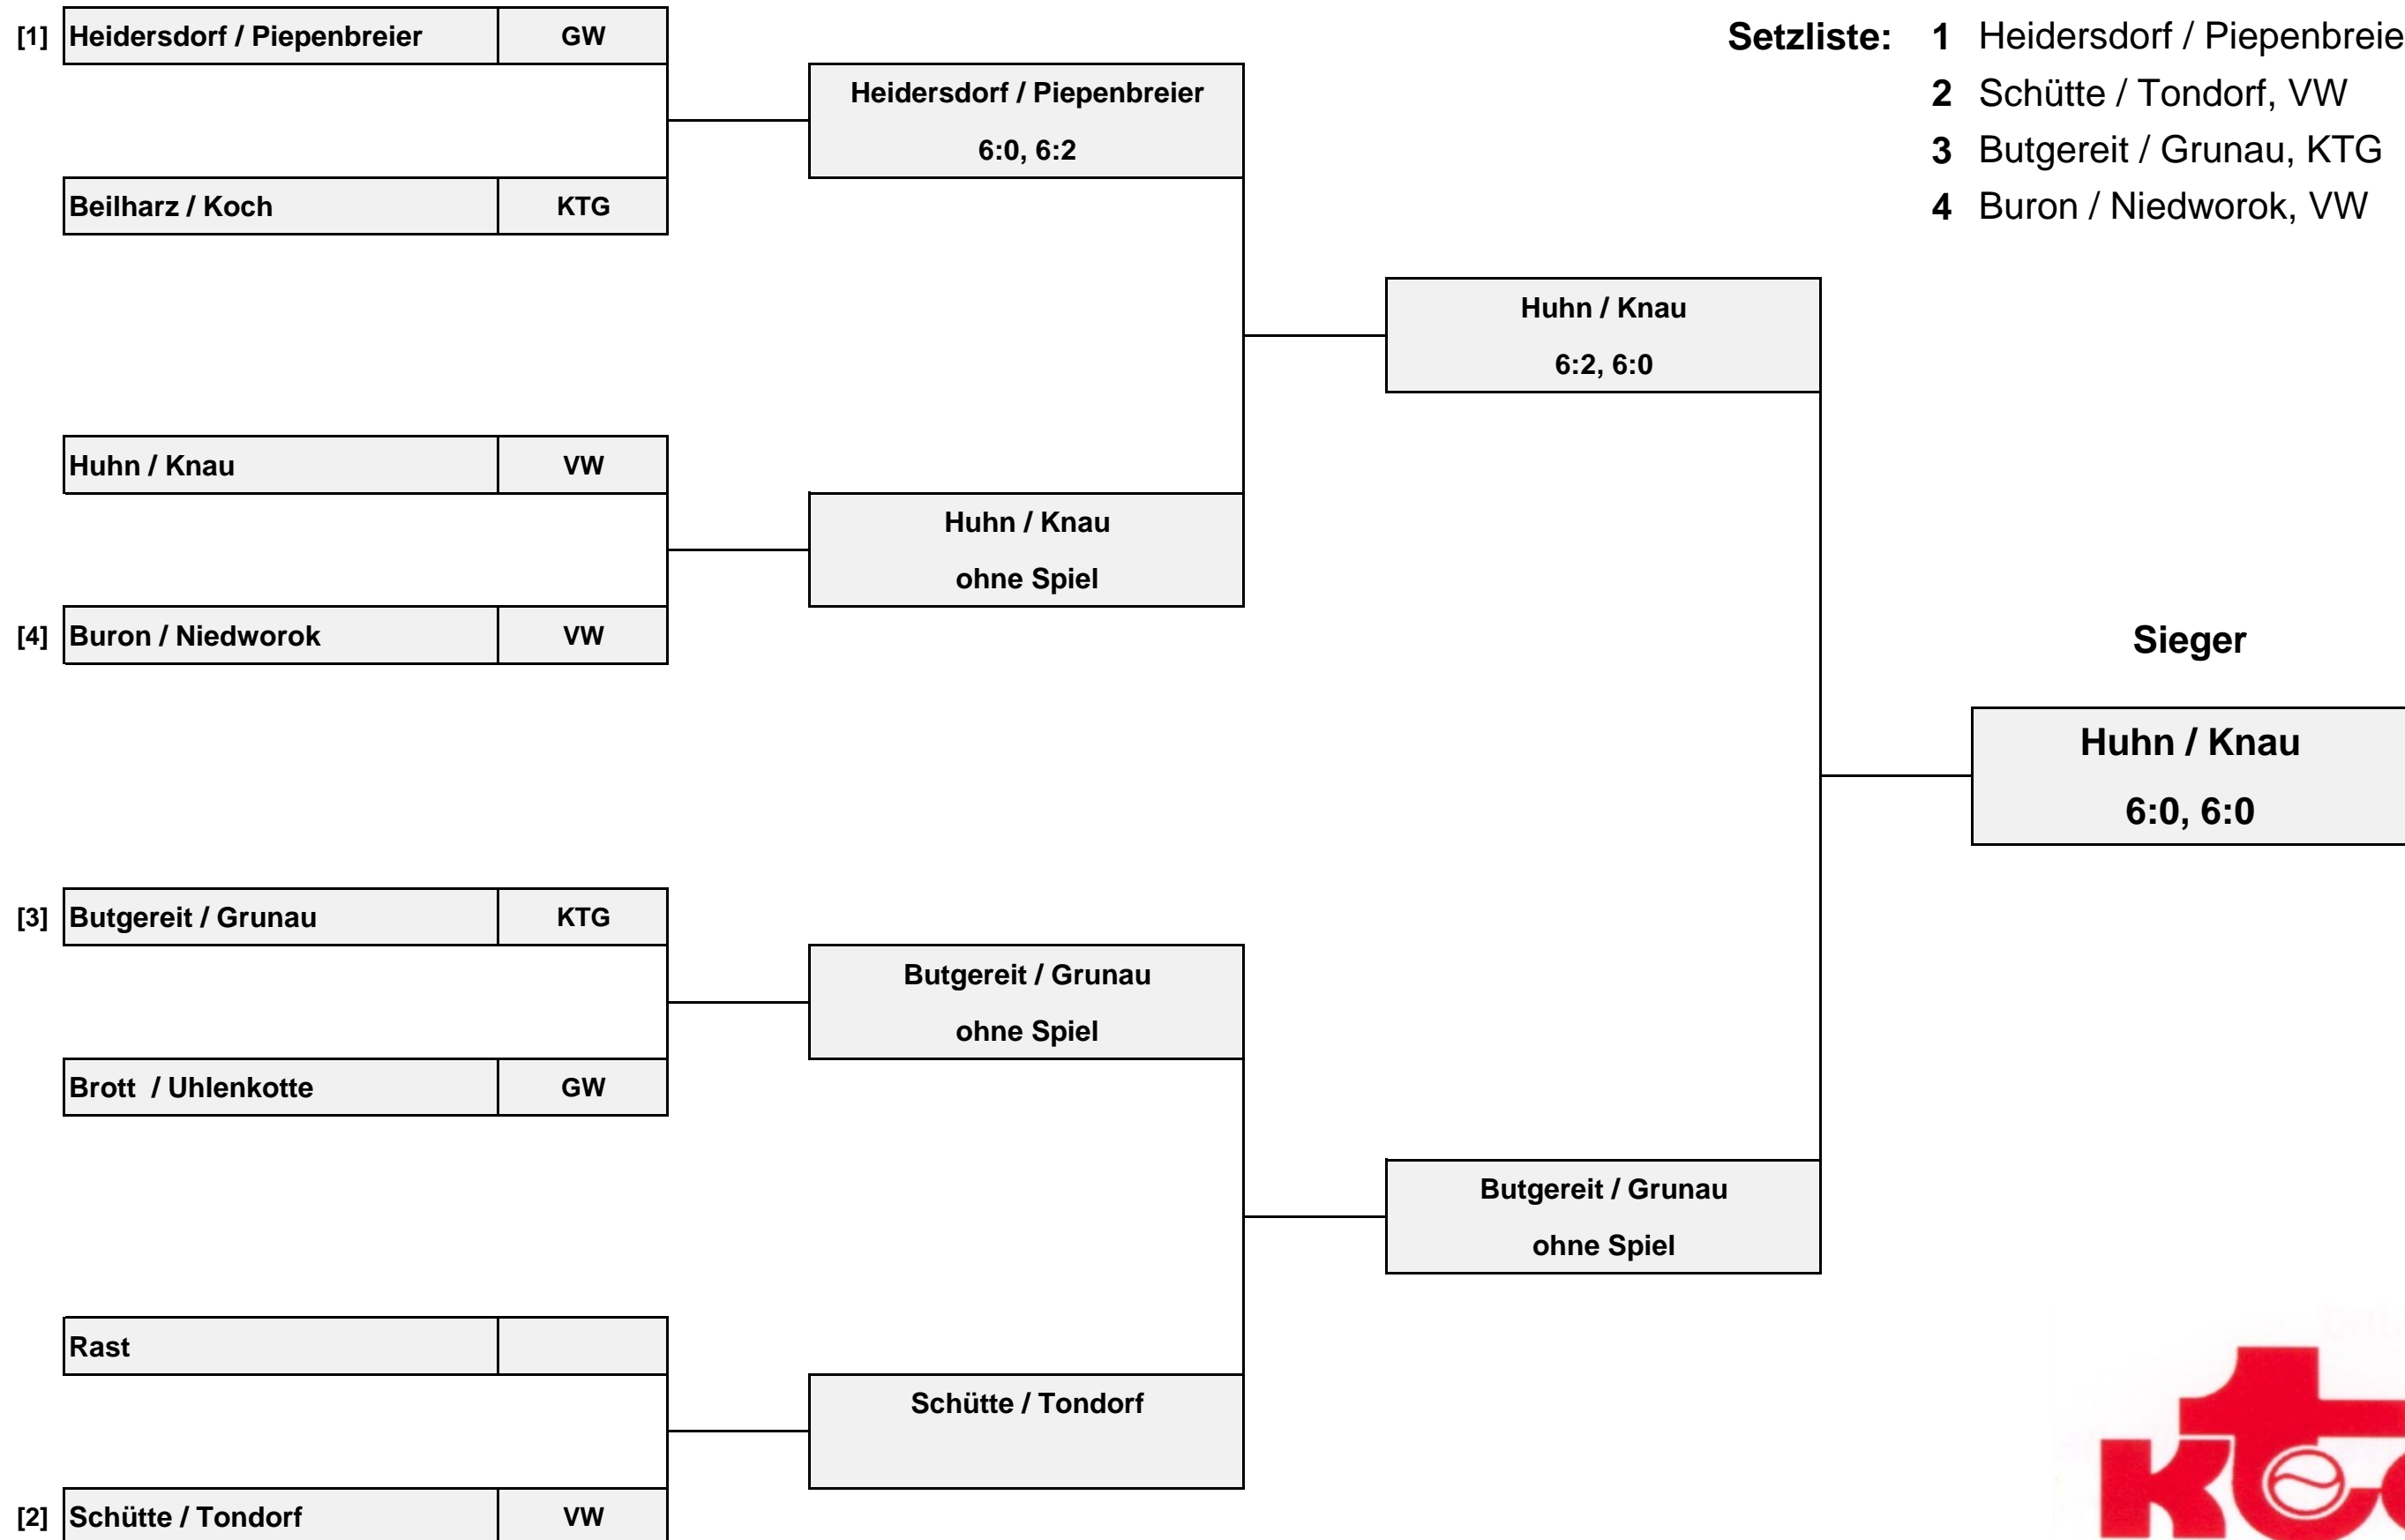 [1] Heidersdorf / Piepenbreier GW
Setzliste: 1 Heidersdorf / Piepenbreie
Heidersdorf / Piepenbreier
2 Schütte / Tondorf, VW
6:0, 6:2
3 Butgereit / Grunau, KTG
Beilharz / Koch KTG
4 Buron / Niedworok, VW
Huhn / Knau
6:2, 6:0
Huhn / Knau VW
Huhn / Knau
ohne Spiel
[4] Buron / Niedworok VW
Sieger
Huhn / Knau
6:0, 6:0
[3] Butgereit / Grunau KTG
Butgereit / Grunau
ohne Spiel
Brott / Uhlenkotte GW
Butgereit / Grunau
ohne Spiel
Rast
Schütte / Tondorf
[2] Schütte / Tondorf VW